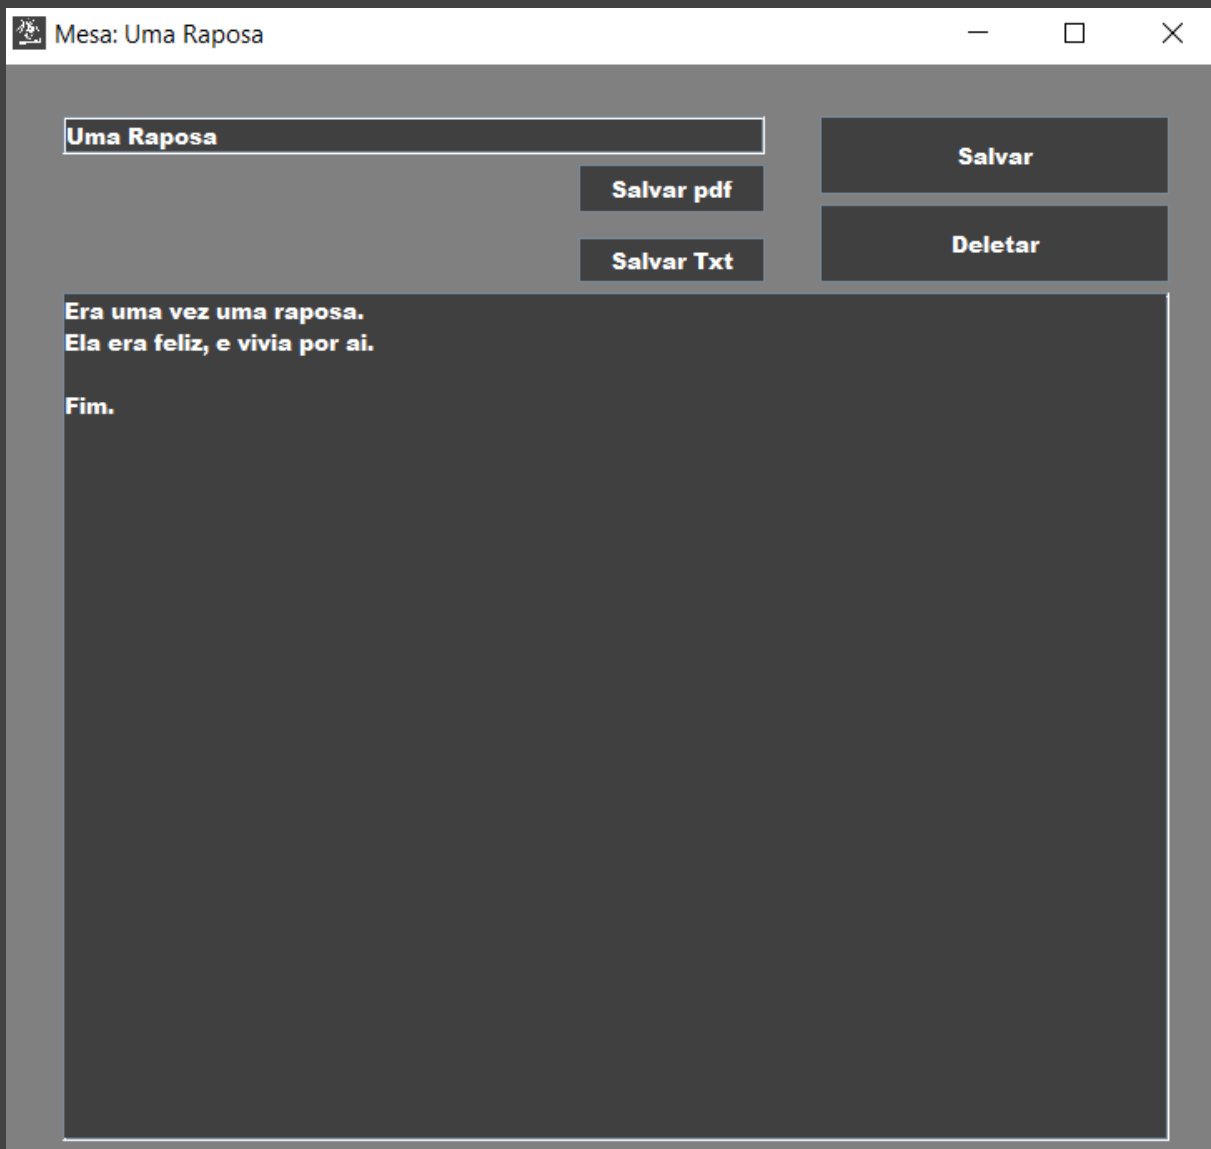 Mesa: Uma Raposa
Uma Raposa
Salvar
Salvar pdf
Deletar
Salvar Txt
Era uma vez uma raposa.
Ela era feliz, e vivia por ai.
Fim.